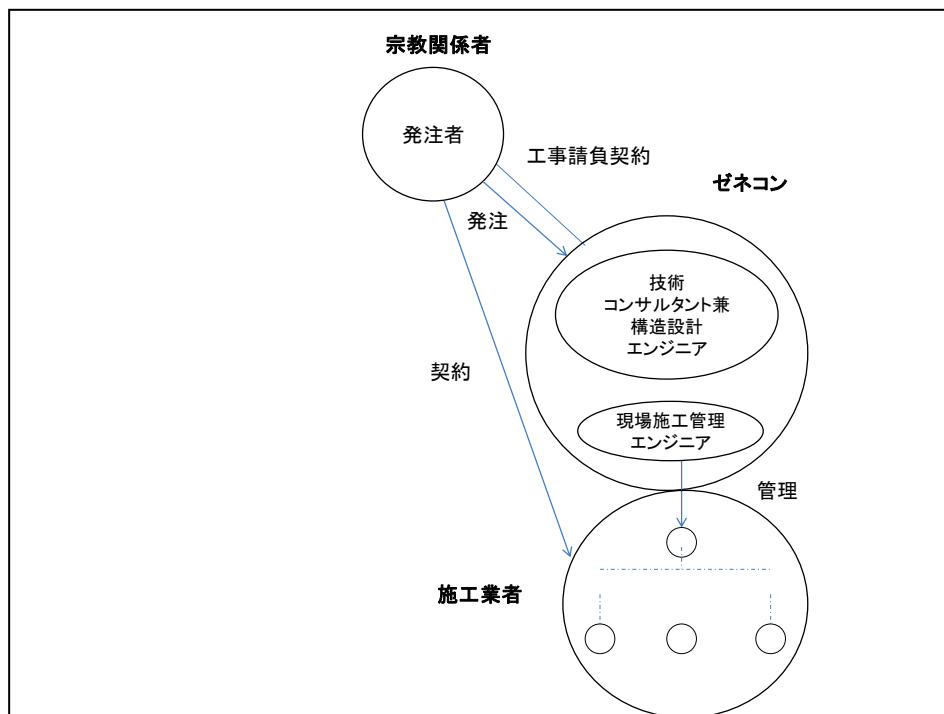 宗教関係者
発注者
工事請負契約
ゼネコン
発注
技術
コンサルタント兼
構造設計
エンジニア
契約
現場施工管理
エンジニア
管理
施工業者